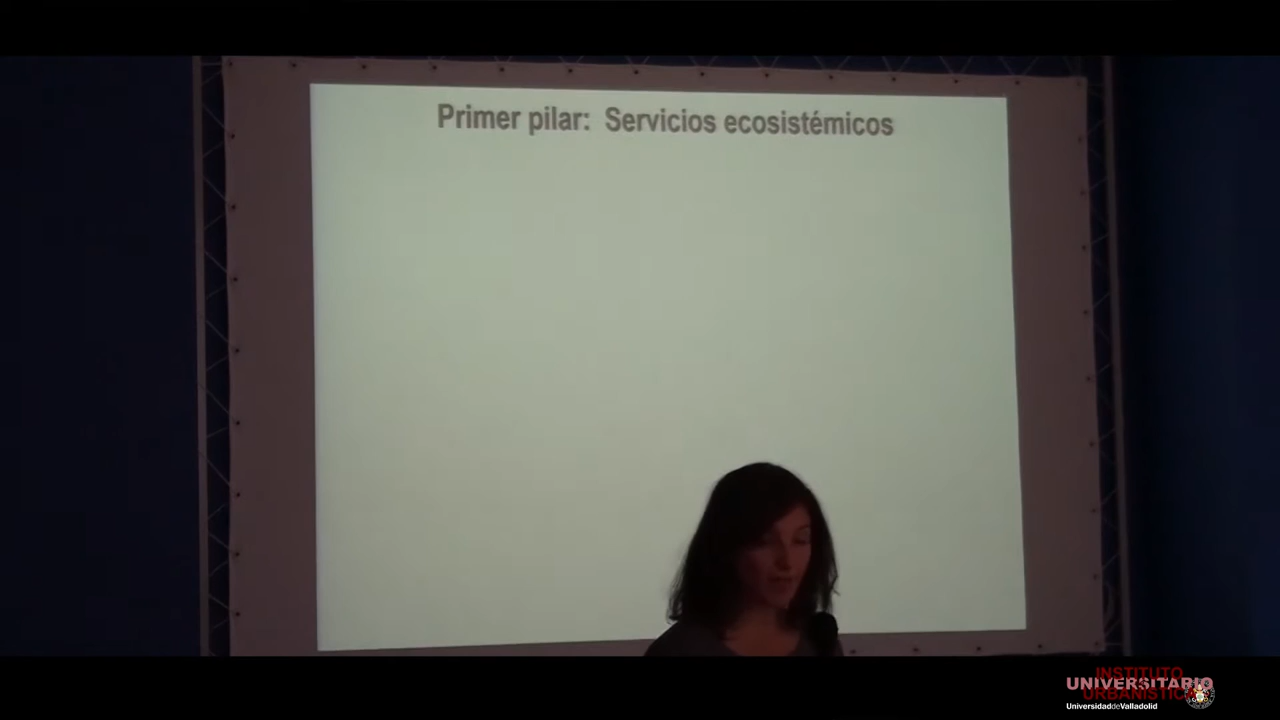 Primer pilar: Servicios ecosistémicos
INSTITUTO
UNIVERSITARIO
URBANÍSTICA
UniversidaddeValladolid